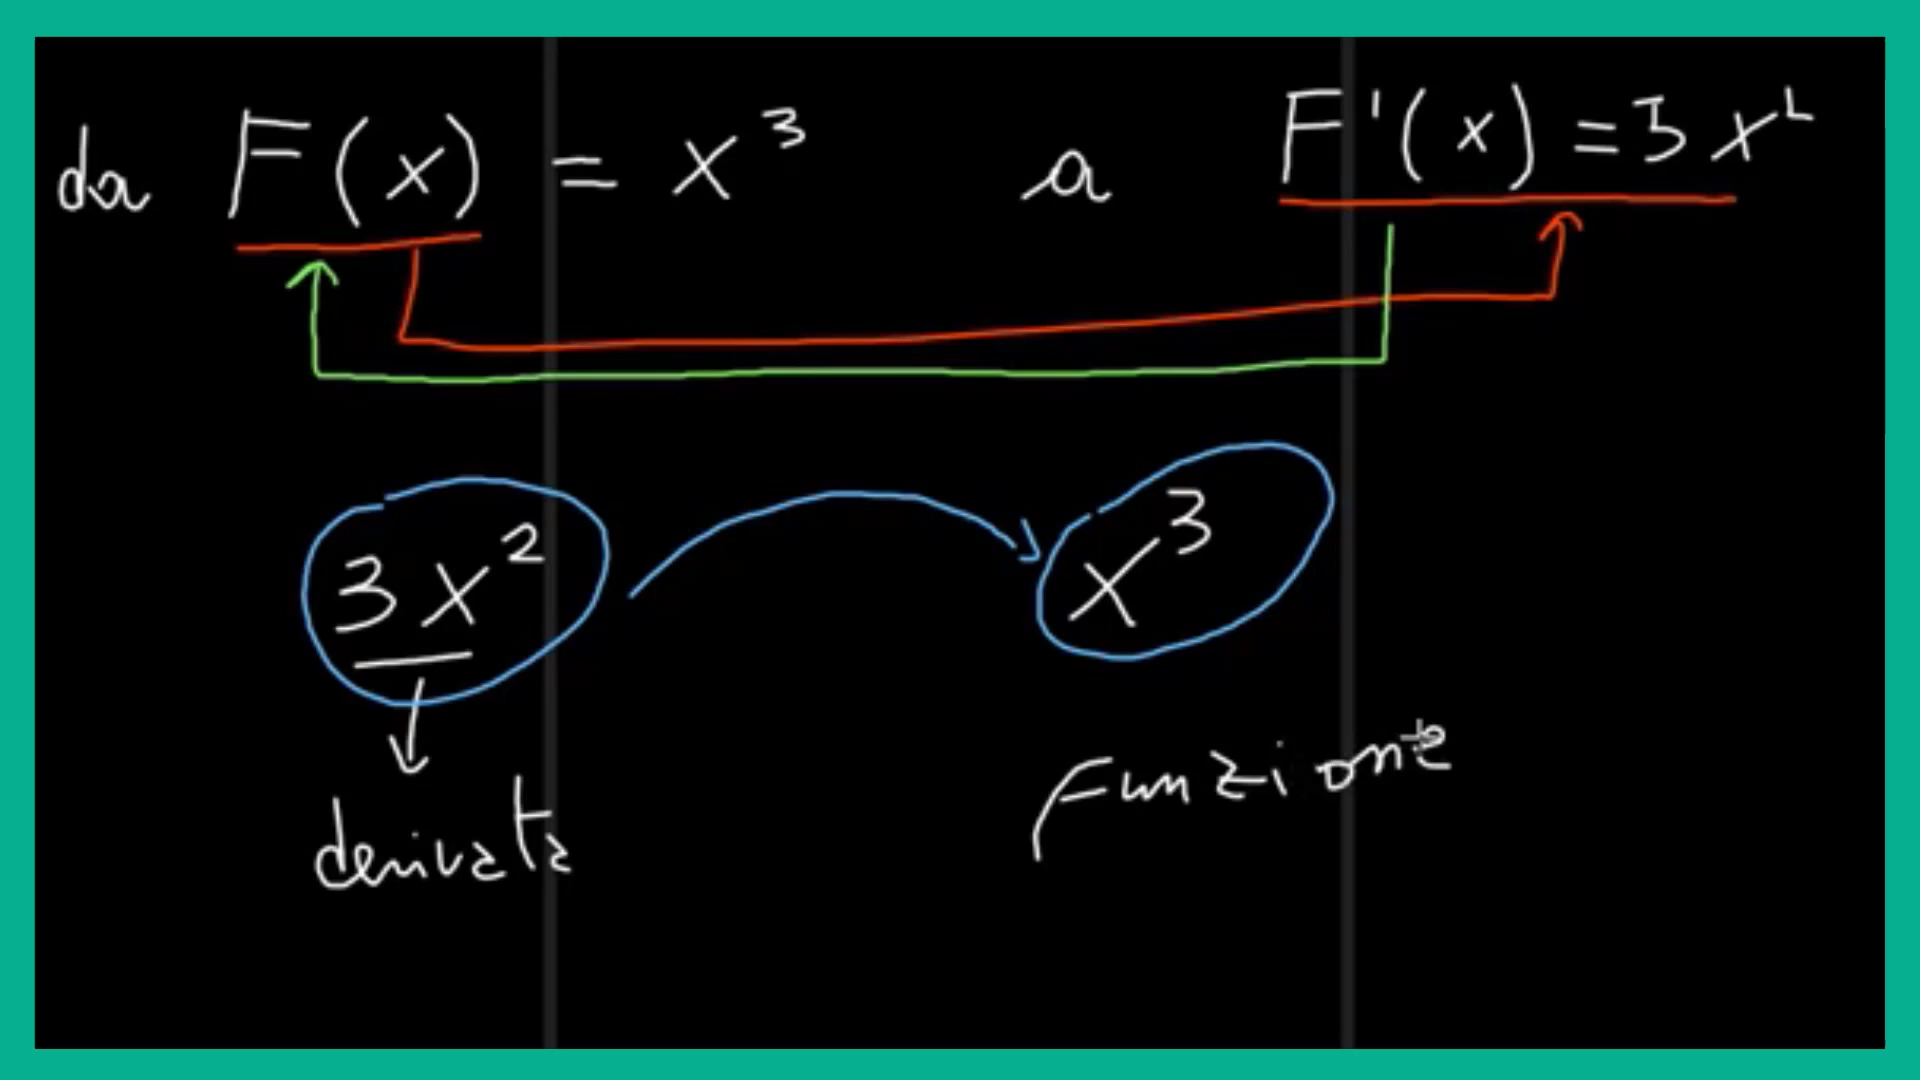 da F(x) = x³ a F'(x) = 3x²
3x² x³
derivata funzione